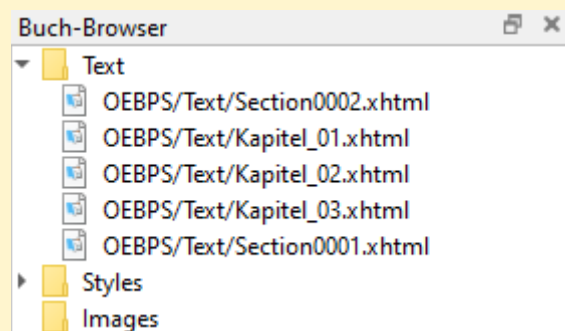 Buch-Browser
Text
OEBPS/Text/Section0002.xhtml
OEBPS/Text/Kapitel_01.xhtml
OEBPS/Text/Kapitel_02.xhtml
OEBPS/Text/Kapitel_03.xhtml
OEBPS/Text/Section0001.xhtml
Styles
Images